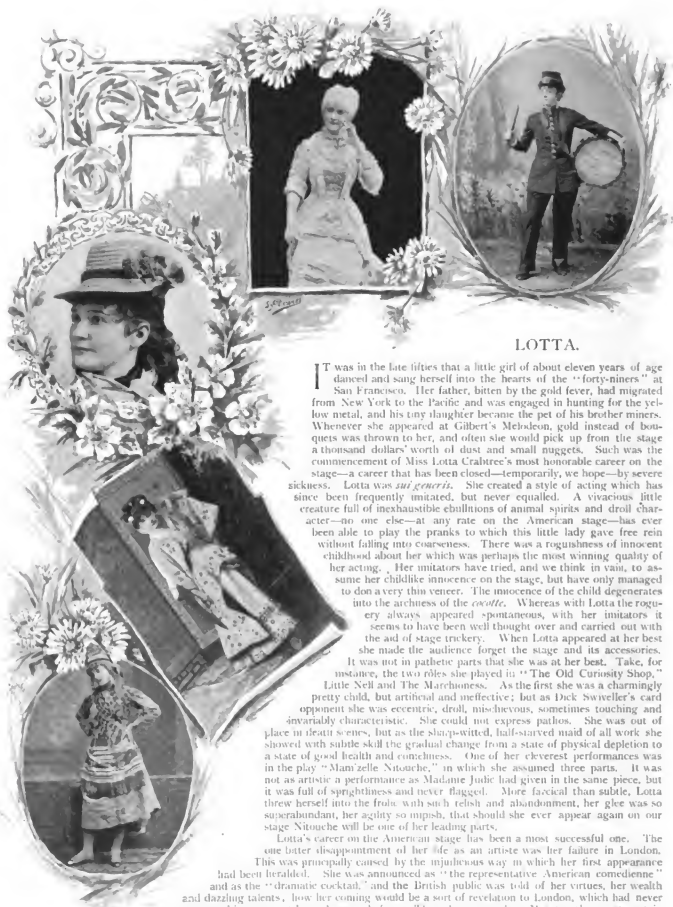 LOTTA.
IT was in the late fifties that a little girl of about eleven years of age
danced and sang herself into the hearts of the "forty-niners" at
San Francisco. Her father, bitten by the gold fever, had migrated
from New York to the Pacific and was engaged in hunting for the yel-
low metal, and his tiny daughter became the pet of his brother miners.
Whenever she appeared at Gilbert's Melodeon, gold instead of bou-
quets was thrown to her, and often she would pick up from the stage
a thousand dollars' worth of dust and small nuggets. Such was the
commencement of Miss Lotta Crabtree's most honorable career on the
stage—a career that has been closed—temporarily, we hope—by severe
sickness. Lotta was sui generis. She created a style of acting which has
since been frequently imitated, but never equalled. A vivacious little
creature full of inexhaustible ebullitions of animal spirits and droll char-
acter—no one else—at any rate on the American stage—has ever
been able to play the pranks to which this little lady gave free rein
without falling into coarseness. There was a roguishness of innocent
childhood about her which was perhaps the most winning quality of
her acting. Her imitators have tried, and we think in vain, to as-
sume her childlike innocence on the stage, but have only managed
to don a very thin veneer. The innocence of the child degenerates
into the archness of the cocotte. Whereas with Lotta the rogu-
ery always appeared spontaneous, with her imitators it
seems to have been well thought over and carried out with
the aid of stage trickery. When Lotta appeared at her best
she made the audience forget the stage and its accessories.
It was not in pathetic parts that she was at her best. Take, for
instance, the two rôles she played in "The Old Curiosity Shop,"
Little Nell and The Marchioness. As the first she was a charmingly
pretty child, but artificial and ineffective; but as Dick Swiveller's card
opponent she was eccentric, droll, mischievous, sometimes touching and
invariably characteristic. She could not express pathos. She was out of
place in death scenes, but as the sharp-witted, half-starved maid of all work she
showed with subtle skill the gradual change from a state of physical depletion to
a state of good health and comeliness. One of her cleverest performances was
in the play "Mam'zelle Nitouche," in which she assumed three parts. It was
not as artistic a performance as Madame Judic had given in the same piece, but
it was full of sprightliness and never flagged. More farcical than subtle, Lotta
threw herself into the frolic with such relish and abandonment, her glee was so
superabundant, her agility so impish, that should she ever appear again on our
stage Nitouche will be one of her leading parts.
Lotta's career on the American stage has been a most successful one. The
one bitter disappointment of her life as an artiste was her failure in London.
This was principally caused by the injudicious way in which her first appearance
had been heralded. She was announced as "the representative American comedienne"
and as the "dramatic cocktail," and the British public was told of her virtues, her wealth
and dazzling talents, how her coming would be a sort of revelation to London, which had never